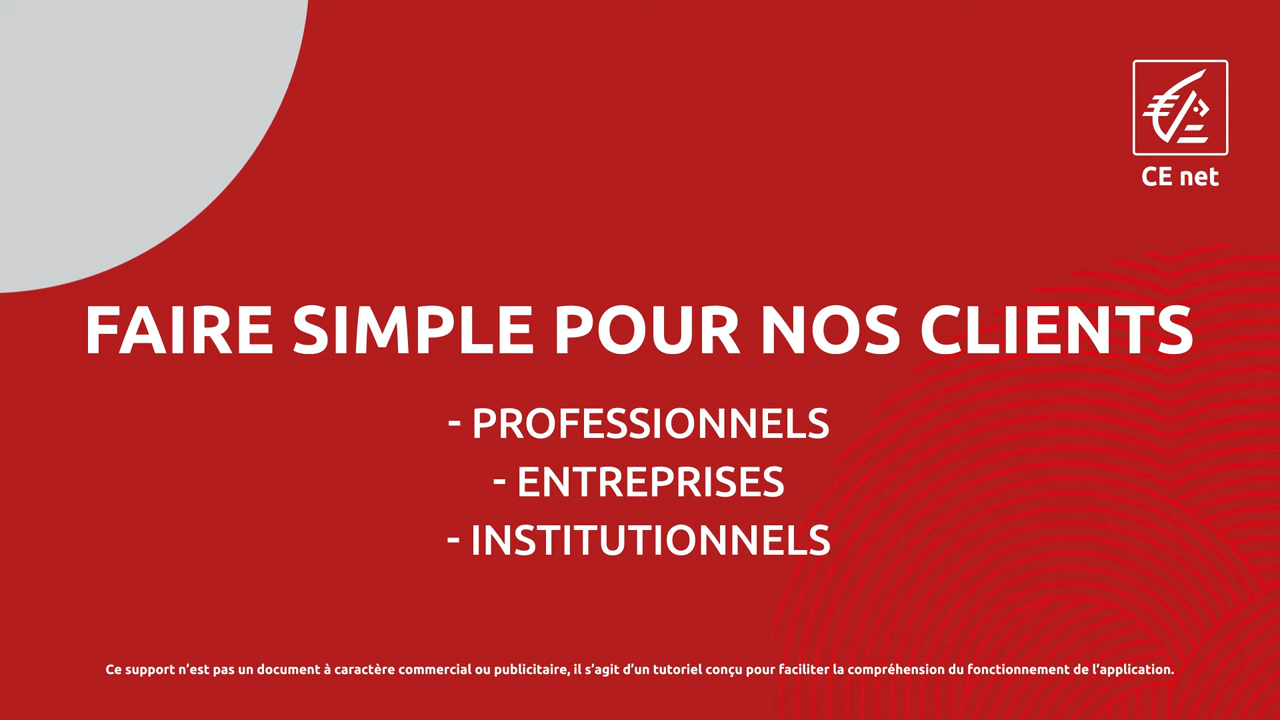 CE net
FAIRE SIMPLE POUR NOS CLIENTS
- PROFESSIONNELS
- ENTREPRISES
- INSTITUTIONNELS
Ce support n’est pas un document à caractère commercial ou publicitaire, il s’agit d’un tutoriel conçu pour faciliter la compréhension du fonctionnement de l’application.